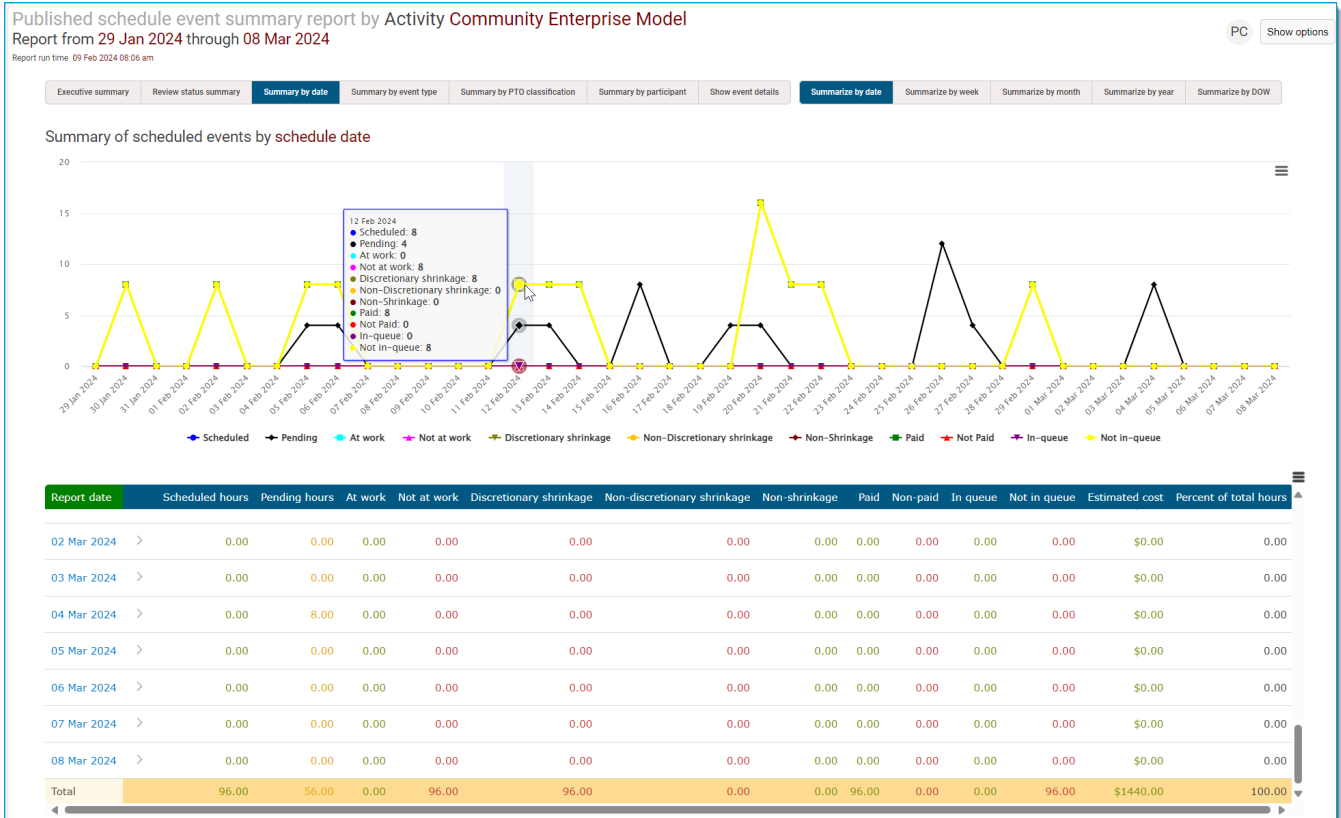 Published schedule event summary report by Activity Community Enterprise Model
Report from 29 Jan 2024 through 08 Mar 2024
Report run time 09 Feb 2024 08:06 am
PC
Show options
Executive summary Review status summary Summary by date Summary by event type Summary by PTO classification Summary by participant Show event details Summarize by date Summarize by week Summarize by month Summarize by year Summarize by DOW
Summary of scheduled events by schedule date
20
15
10
5
0
12 Feb 2024
Scheduled: 8
Pending: 4
At work: 0
Not at work: 8
Discretionary shrinkage: 8
Non-Discretionary shrinkage: 0
Non-Shrinkage: 0
Paid: 8
Not Paid: 0
In-queue: 0
Not in-queue: 8
29 Jan 2024 30 Jan 2024 31 Jan 2024 01 Feb 2024 02 Feb 2024 03 Feb 2024 04 Feb 2024 05 Feb 2024 06 Feb 2024 07 Feb 2024 08 Feb 2024 09 Feb 2024 10 Feb 2024 11 Feb 2024 12 Feb 2024 13 Feb 2024 14 Feb 2024 15 Feb 2024 16 Feb 2024 17 Feb 2024 18 Feb 2024 19 Feb 2024 20 Feb 2024 21 Feb 2024 22 Feb 2024 23 Feb 2024 24 Feb 2024 25 Feb 2024 26 Feb 2024 27 Feb 2024 28 Feb 2024 29 Feb 2024 01 Mar 2024 02 Mar 2024 03 Mar 2024 04 Mar 2024 05 Mar 2024 06 Mar 2024 07 Mar 2024 08 Mar 2024
Scheduled Pending At work Not at work Discretionary shrinkage Non-Discretionary shrinkage Non-Shrinkage Paid Not Paid In-queue Not in-queue
Report date Scheduled hours Pending hours At work Not at work Discretionary shrinkage Non-discretionary shrinkage Non-shrinkage Paid Non-paid In queue Not in queue Estimated cost Percent of total hours
02 Mar 2024 0.00 0.00 0.00 0.00 0.00 0.00 0.00 0.00 0.00 0.00 0.00 $0.00 0.00
03 Mar 2024 0.00 0.00 0.00 0.00 0.00 0.00 0.00 0.00 0.00 0.00 0.00 $0.00 0.00
04 Mar 2024 0.00 8.00 0.00 0.00 0.00 0.00 0.00 0.00 0.00 0.00 0.00 $0.00 0.00
05 Mar 2024 0.00 0.00 0.00 0.00 0.00 0.00 0.00 0.00 0.00 0.00 0.00 $0.00 0.00
06 Mar 2024 0.00 0.00 0.00 0.00 0.00 0.00 0.00 0.00 0.00 0.00 0.00 $0.00 0.00
07 Mar 2024 0.00 0.00 0.00 0.00 0.00 0.00 0.00 0.00 0.00 0.00 0.00 $0.00 0.00
08 Mar 2024 0.00 0.00 0.00 0.00 0.00 0.00 0.00 0.00 0.00 0.00 0.00 $0.00 0.00
Total 96.00 56.00 0.00 96.00 96.00 0.00 0.00 96.00 0.00 0.00 96.00 $1440.00 100.00